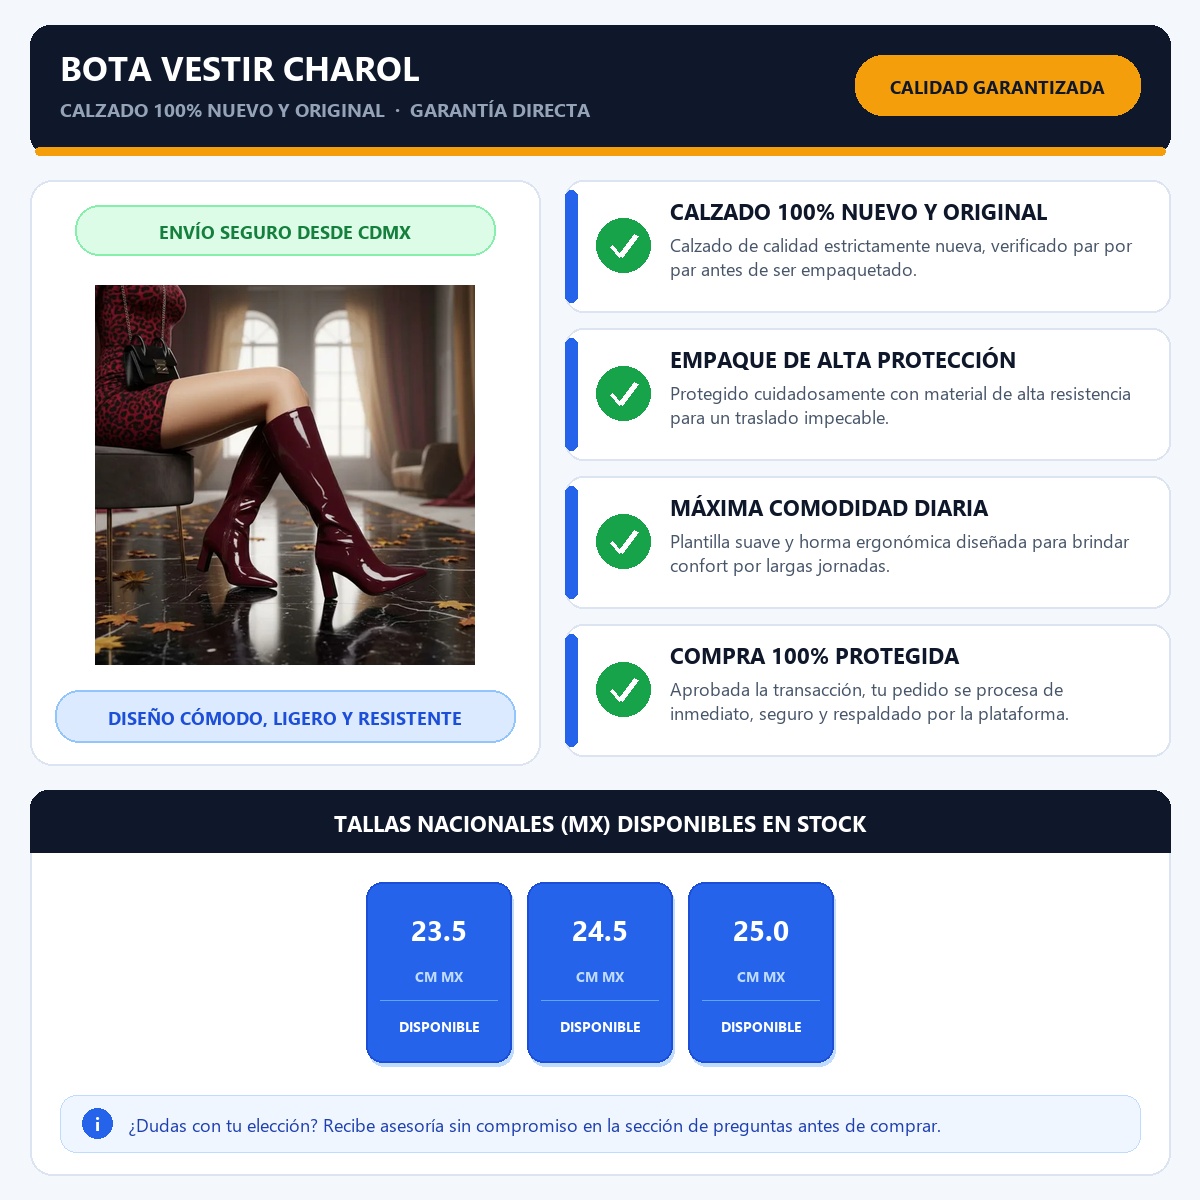 BOTA VESTIR CHAROL
CALZADO 100% NUEVO Y ORIGINAL · GARANTÍA DIRECTA
CALIDAD GARANTIZADA
ENVÍO SEGURO DESDE CDMX
DISEÑO CÓMODO, LIGERO Y RESISTENTE
CALZADO 100% NUEVO Y ORIGINAL
Calzado de calidad estrictamente nueva, verificado par por
par antes de ser empaquetado.
EMPAQUE DE ALTA PROTECCIÓN
Protegido cuidadosamente con material de alta resistencia
para un traslado impecable.
MÁXIMA COMODIDAD DIARIA
Plantilla suave y horma ergonómica diseñada para brindar
confort por largas jornadas.
COMPRA 100% PROTEGIDA
Aprobada la transacción, tu pedido se procesa de
inmediato, seguro y respaldado por la plataforma.
TALLAS NACIONALES (MX) DISPONIBLES EN STOCK
23.5
CM MX
DISPONIBLE
24.5
CM MX
DISPONIBLE
25.0
CM MX
DISPONIBLE
¿Dudas con tu elección? Recibe asesoría sin compromiso en la sección de preguntas antes de comprar.